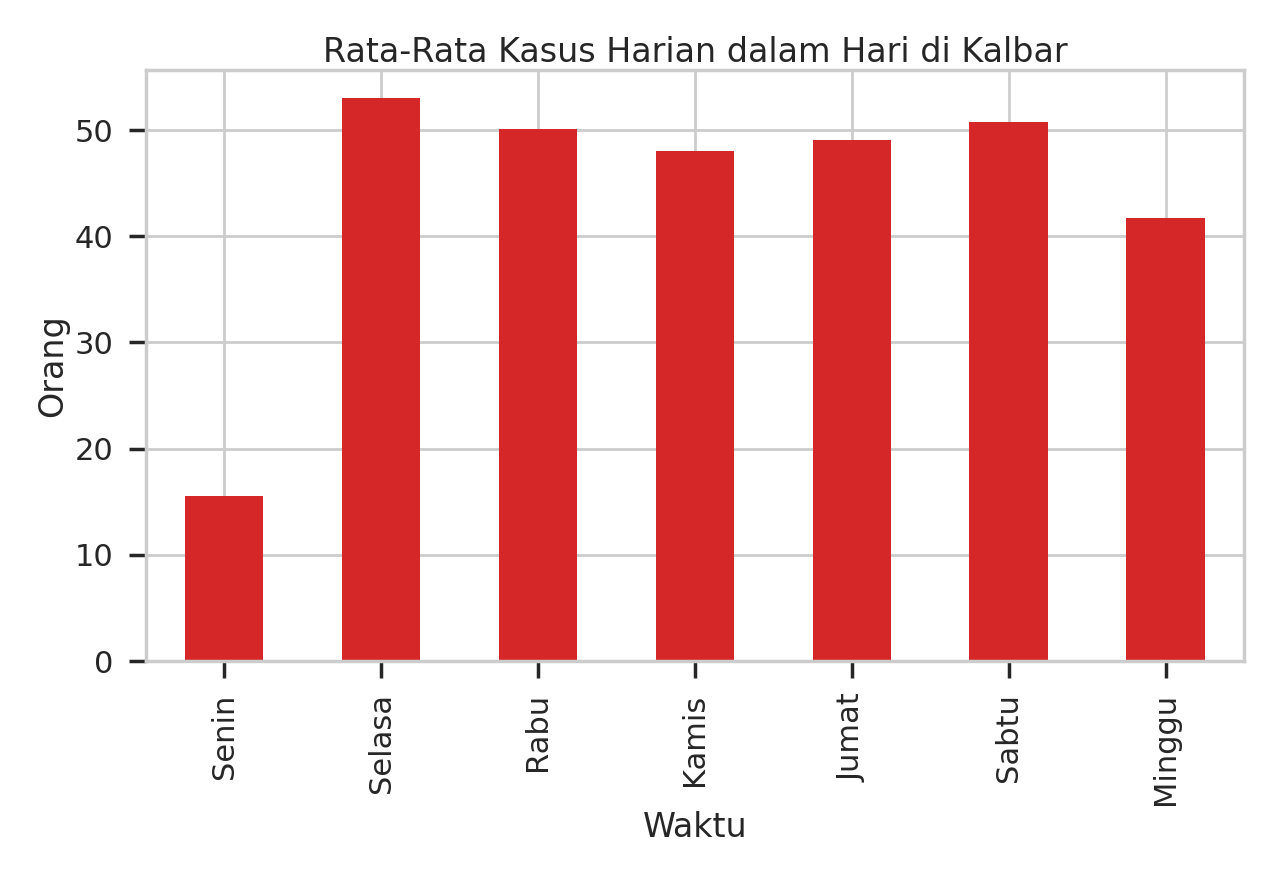 Rata-Rata Kasus Harian dalam Hari di Kalbar
50
40
30
20
10
0
Orang
Senin
Selasa
Rabu
Kamis
Jumat
Sabtu
Minggu
Waktu